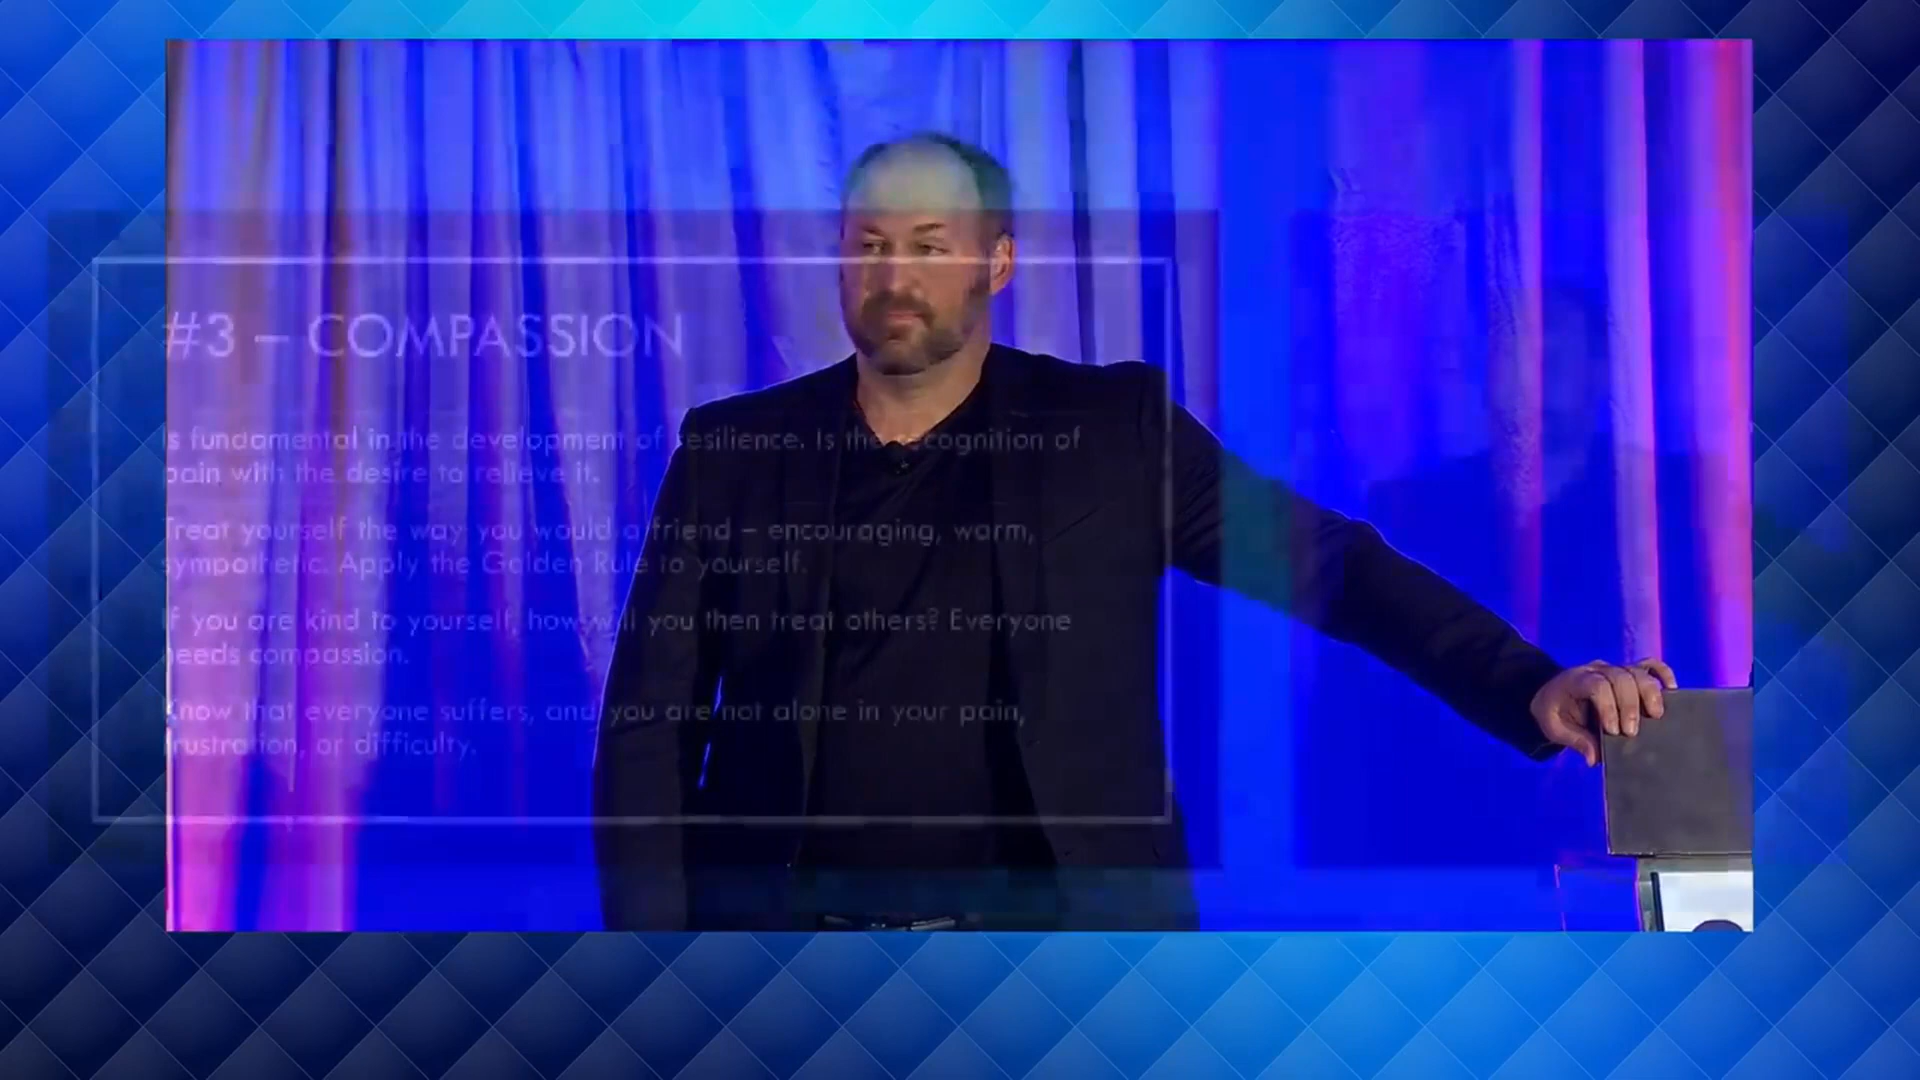 #3 – COMPASSION
Is fundamental in the development of resilience. Is the recognition of
pain with the desire to relieve it.
Treat yourself the way you would a friend – encouraging, warm,
sympathetic. Apply the Golden Rule to yourself.
If you are kind to yourself, how will you then treat others? Everyone
needs compassion.
Know that everyone suffers, and you are not alone in your pain,
frustration, or difficulty.